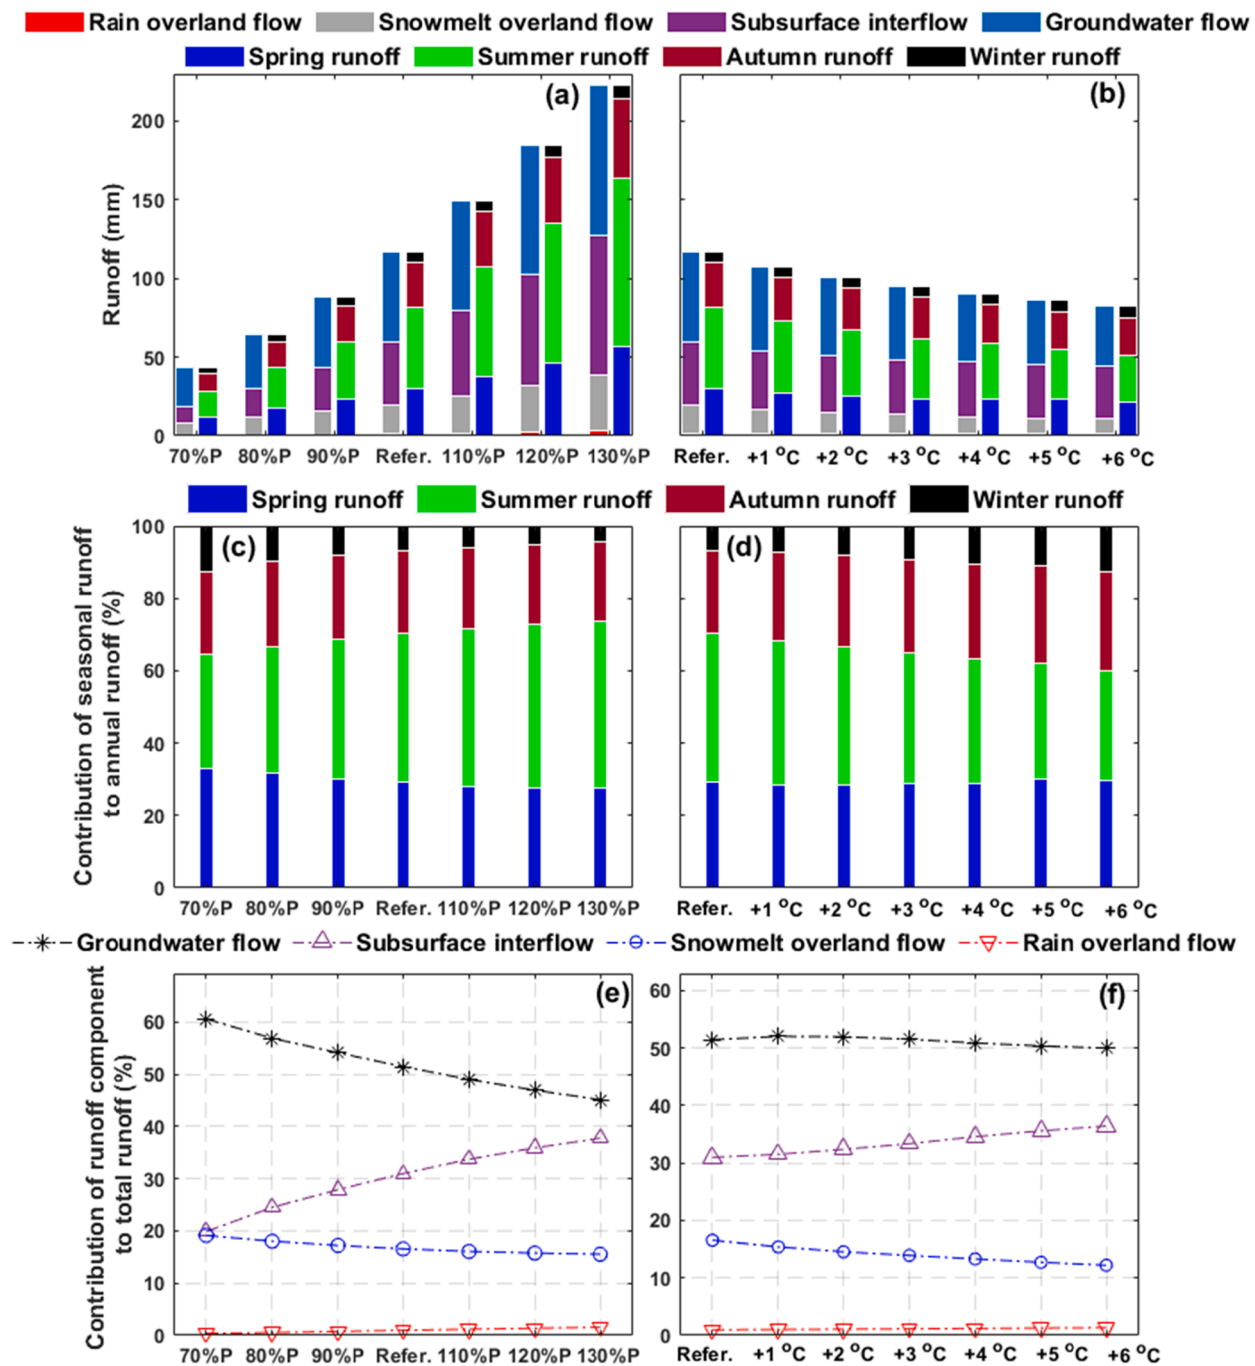 Rain overland flow Snowmelt overland flow Subsurface interflow Groundwater flow
Spring runoff Summer runoff Autumn runoff Winter runoff
(a) (b)
Runoff (mm)
200
150
100
50
0
70%P 80%P 90%P Refer. 110%P 120%P 130%P
Refer. +1 °C +2 °C +3 °C +4 °C +5 °C +6 °C
Spring runoff Summer runoff Autumn runoff Winter runoff
(c) (d)
Contribution of seasonal runoff
to annual runoff (%)
100
80
60
40
20
0
70%P 80%P 90%P Refer. 110%P 120%P 130%P
Refer. +1 °C +2 °C +3 °C +4 °C +5 °C +6 °C
Groundwater flow Subsurface interflow Snowmelt overland flow Rain overland flow
(e) (f)
Contribution of runoff component
to total runoff (%)
60
50
40
30
20
10
0
60
50
40
30
20
10
0
70%P 80%P 90%P Refer. 110%P 120%P 130%P
Refer. +1 °C +2 °C +3 °C +4 °C +5 °C +6 °C